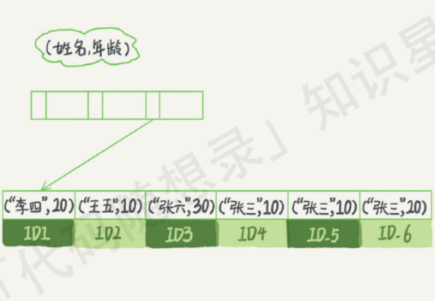 (姓名,年龄)
("李四",20) ("王五",10) ("张六",30) ("张三",10) ("张三",10) ("张三",20)
ID1 ID2 ID3 ID4 ID5 ID6
代码随想录」知识星